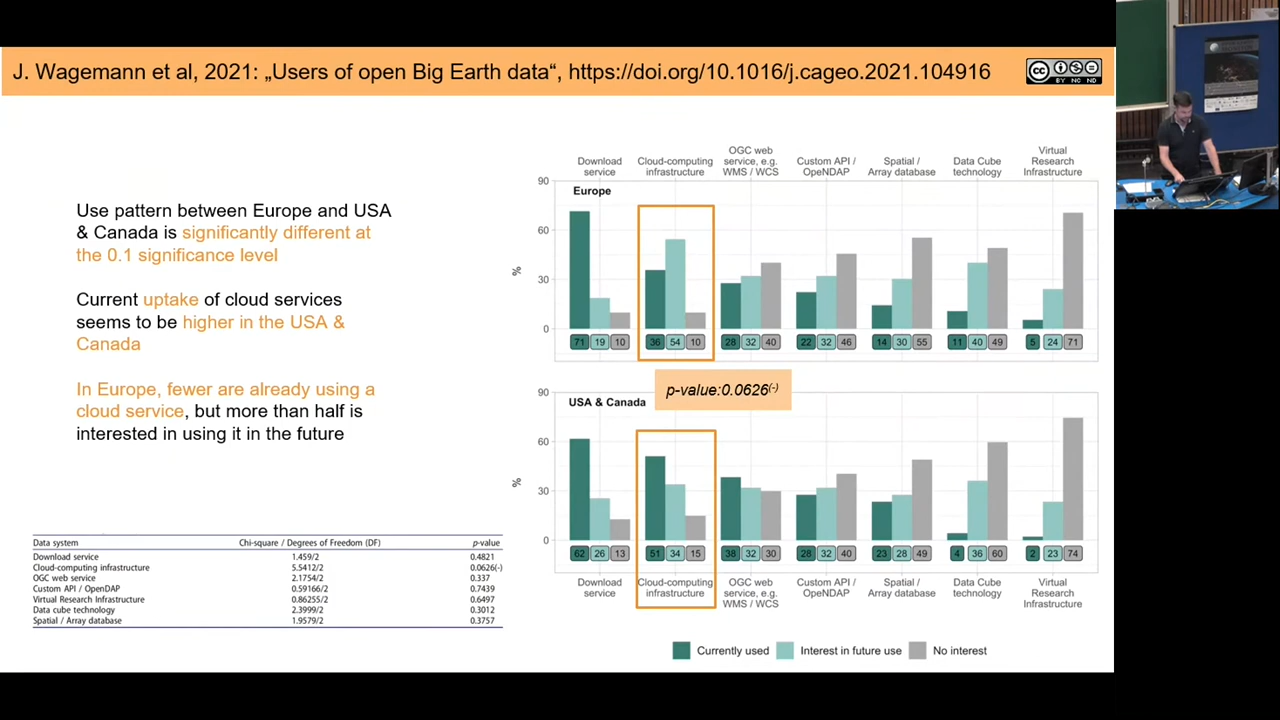 J. Wagemann et al, 2021: „Users of open Big Earth data“, https://doi.org/10.1016/j.cageo.2021.104916
CC BY NC ND
Use pattern between Europe and USA
& Canada is significantly different at
the 0.1 significance level
Current uptake of cloud services
seems to be higher in the USA &
Canada
In Europe, fewer are already using a
cloud service, but more than half is
interested in using it in the future
Data system Chi-square / Degrees of Freedom (DF) p-value
Download service 1.459/2 0.4821
Cloud-computing infrastructure 5.5412/2 0.0626(-)
OGC web service 2.1754/2 0.337
Custom API / OpenDAP 0.59166/2 0.7439
Virtual Research Infrastructure 0.86255/2 0.6497
Data cube technology 2.3999/2 0.3012
Spatial / Array database 1.9579/2 0.3757
Download
service
Cloud-computing
infrastructure
OGC web
service, e.g.
WMS / WCS
Custom API /
OpeNDAP
Spatial /
Array database
Data Cube
technology
Virtual
Research
Infrastructure
Europe
%
90
60
30
0
71 19 10 36 54 10 28 32 40 22 32 46 14 30 55 11 40 49 5 24 71
p-value:0.0626(-)
USA & Canada
%
90
60
30
0
62 26 13 51 34 15 38 32 30 28 32 40 23 28 49 4 36 60 2 23 74
Download
service
Cloud-computing
infrastructure
OGC web
service, e.g.
WMS / WCS
Custom API /
OpeNDAP
Spatial /
Array database
Data Cube
technology
Virtual
Research
Infrastructure
Currently used
Interest in future use
No interest